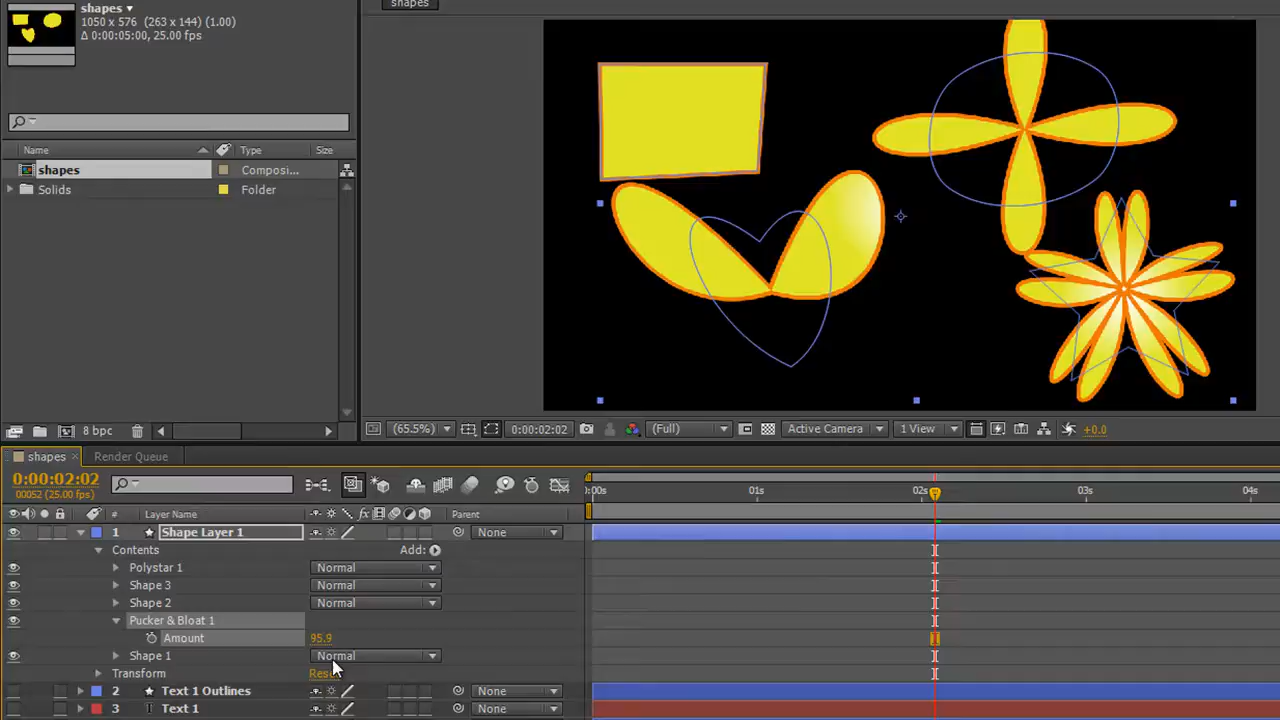 shapes
1050 x 576 (263 x 144) (1.00)
Δ 0:00:05:00, 25.00 fps
shapes
Name Type Size
shapes Composi...
Solids Folder
8 bpc
(65.5%) 0:00:02:02 (Full) Active Camera 1 View +0.0
shapes × Render Queue
0:00:02:02
00052 (25.00 fps)
:00s 01s 02s 03s 04s
# Layer Name fx Parent
1 Shape Layer 1 None
Contents Add:
Polystar 1 Normal
Shape 3 Normal
Shape 2 Normal
Pucker & Bloat 1
Amount 95.9
Shape 1 Normal
Transform
2 Text 1 Outlines None
3 T Text 1 None